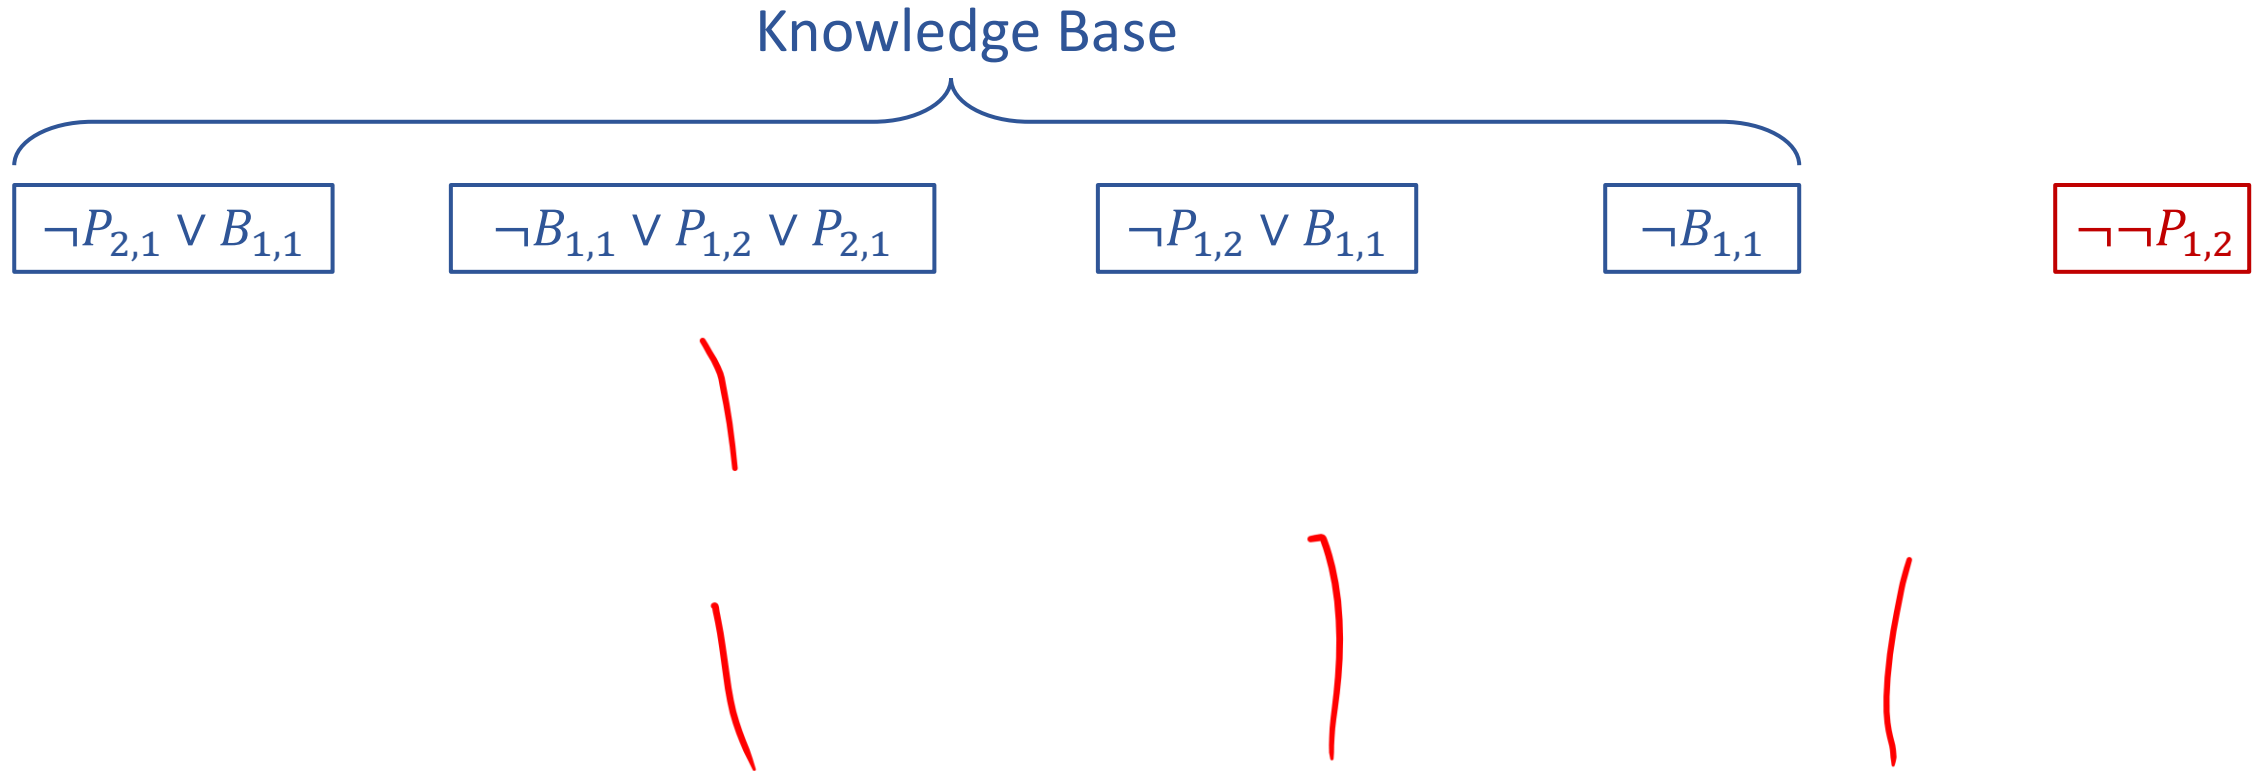 Knowledge Base
¬P₂,₁ ∨ B₁,₁ ¬B₁,₁ ∨ P₁,₂ ∨ P₂,₁ ¬P₁,₂ ∨ B₁,₁ ¬B₁,₁ ¬¬P₁,₂